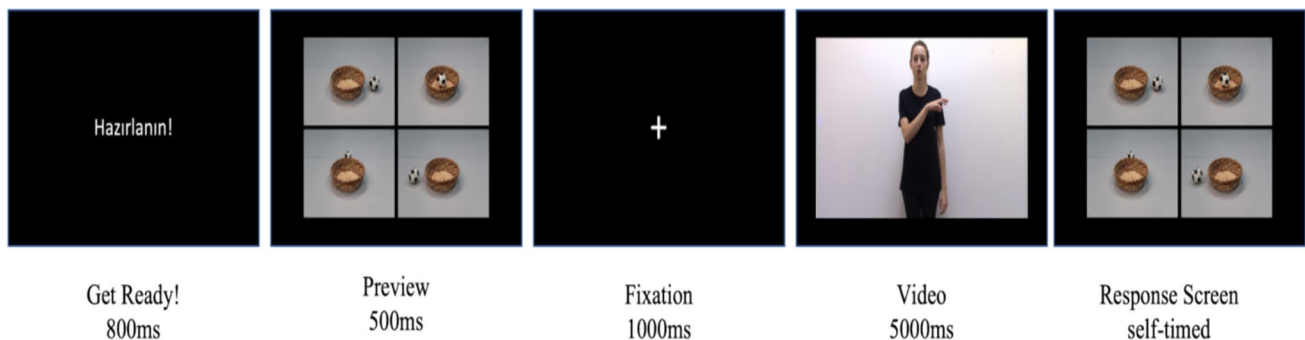 Hazırlanın!
Get Ready!
800ms
Preview
500ms
Fixation
1000ms
Video
5000ms
Response Screen
self-timed